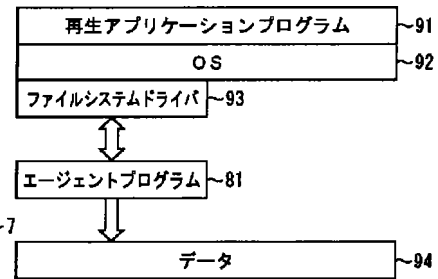 再生アプリケーションプログラム ~91
OS ~92
ファイルシステムドライバ ~93
エージェントプログラム ~81
~7
データ ~94